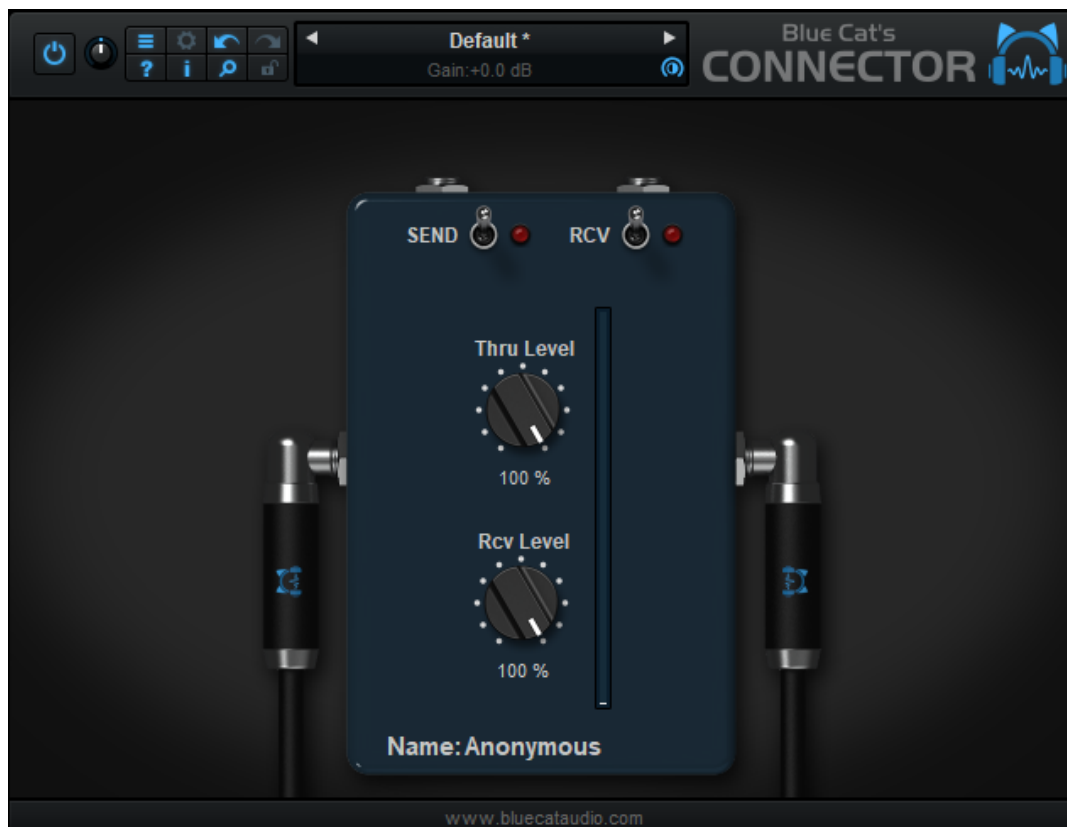 Default *
Gain:+0.0 dB
Blue Cat's
CONNECTOR
? i
SEND
RCV
Thru Level
100 %
Rcv Level
100 %
Name: Anonymous
www.bluecataudio.com